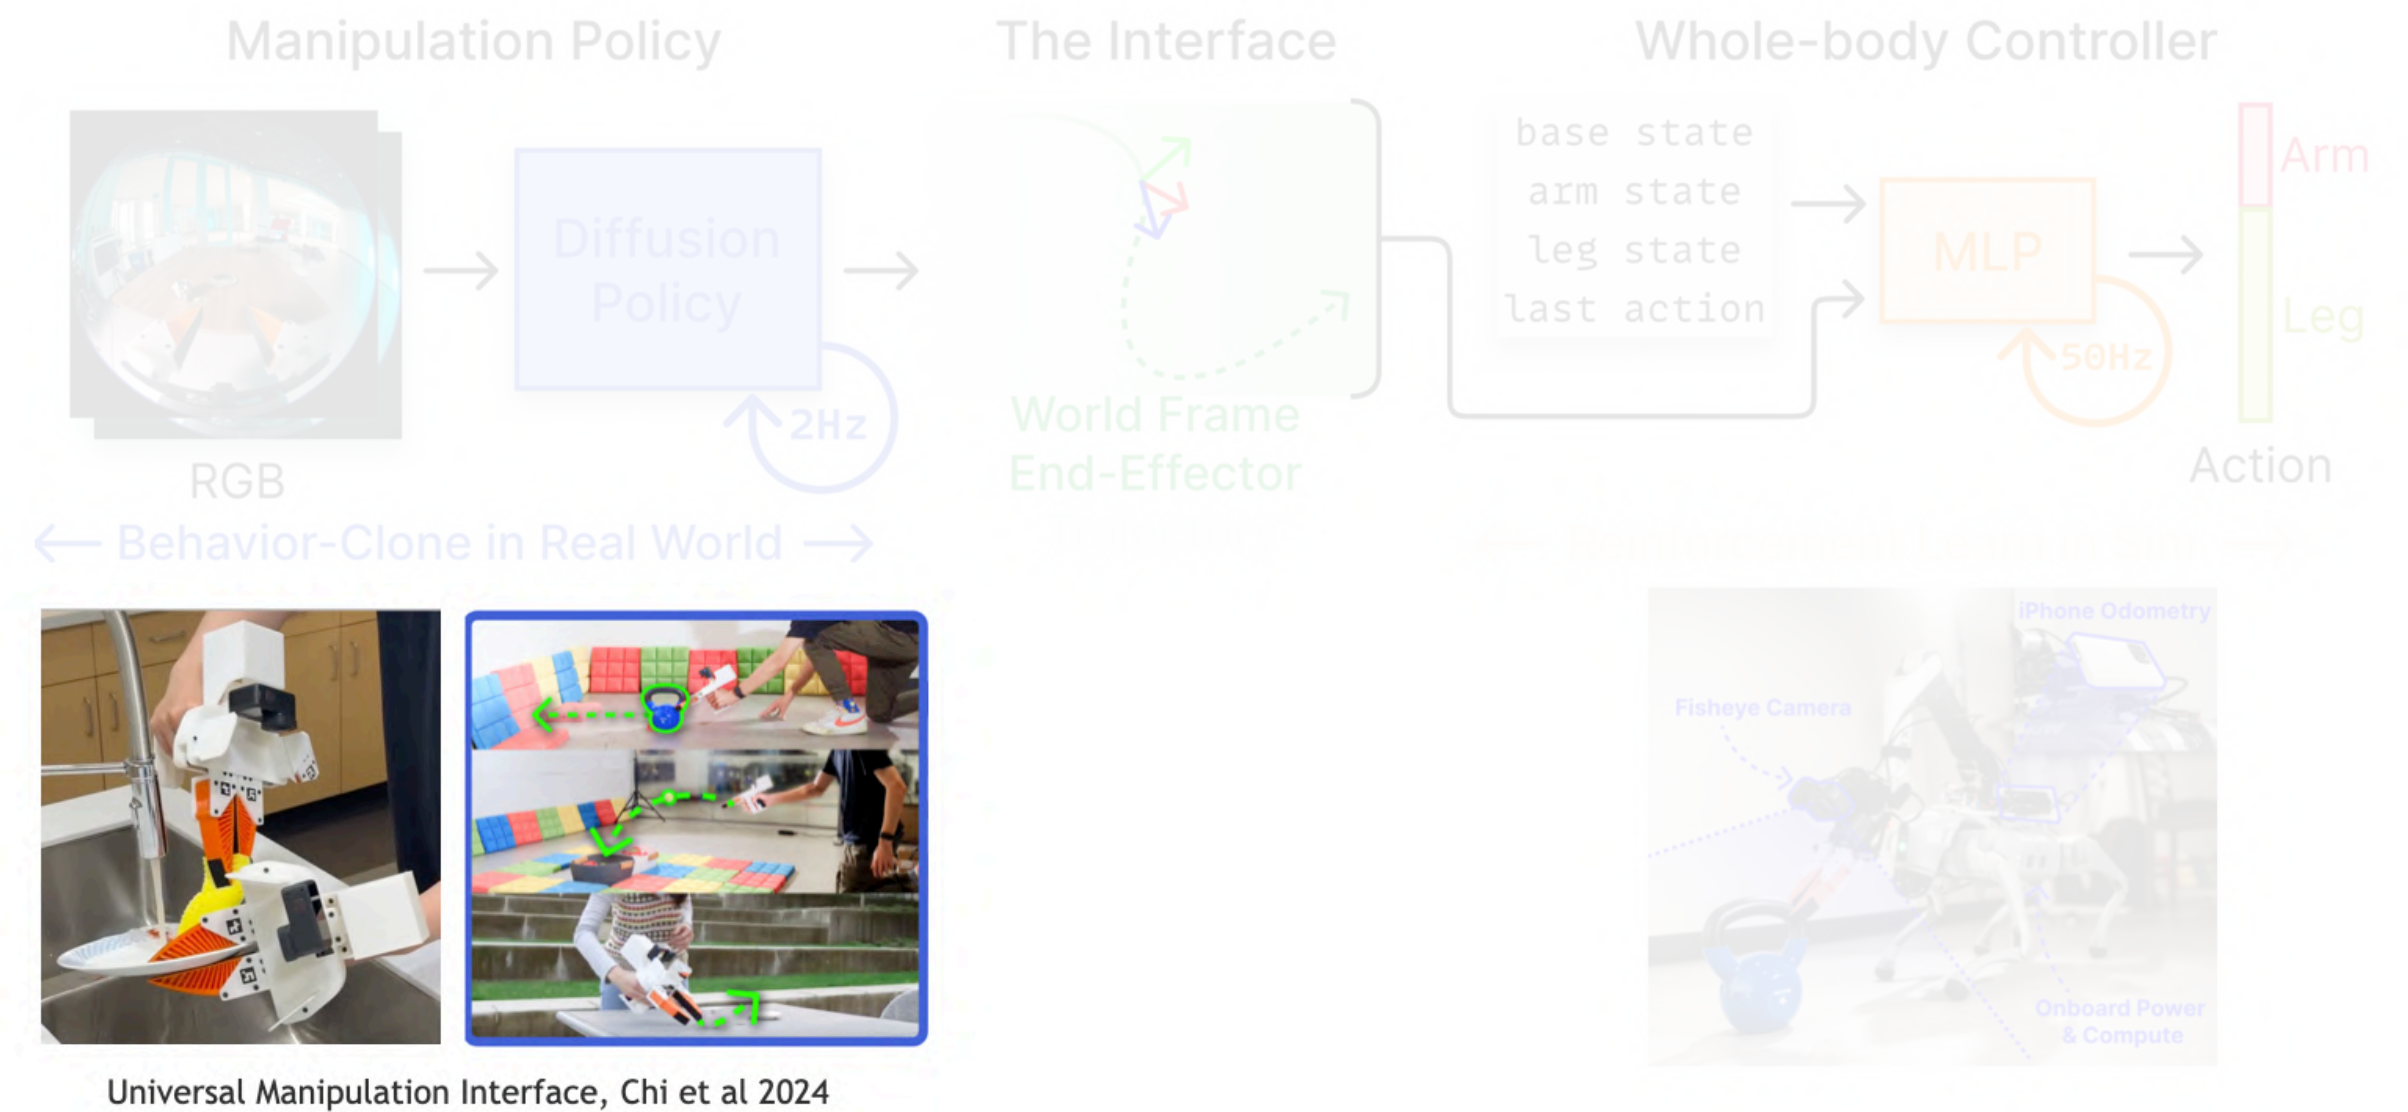 Manipulation Policy
The Interface
Whole-body Controller
Diffusion
Policy
2Hz
RGB
Behavior-Clone in Real World
World Frame
End-Effector
base state
arm state
leg state
last action
MLP
50Hz
Arm
Leg
Action
iPhone Odometry
Fisheye Camera
Onboard Power
& Compute
Universal Manipulation Interface, Chi et al 2024